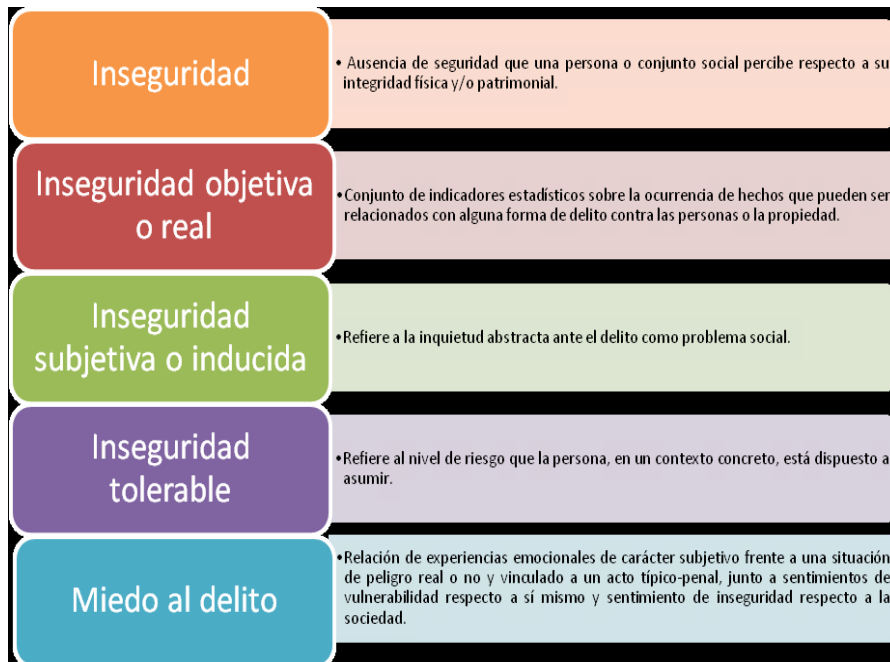 Inseguridad
• Ausencia de seguridad que una persona o conjunto social percibe respecto a su
integridad física y/o patrimonial.
Inseguridad objetiva
o real
•Conjunto de indicadores estadísticos sobre la ocurrencia de hechos que pueden ser
relacionados con alguna forma de delito contra las personas o la propiedad.
Inseguridad
subjetiva o inducida
•Refiere a la inquietud abstracta ante el delito como problema social.
Inseguridad
tolerable
•Refiere al nivel de riesgo que la persona, en un contexto concreto, está dispuesto a
asumir.
Miedo al delito
•Relación de experiencias emocionales de carácter subjetivo frente a una situación
de peligro real o no y vinculado a un acto típico-penal, junto a sentimientos de
vulnerabilidad respecto a sí mismo y sentimiento de inseguridad respecto a la
sociedad.